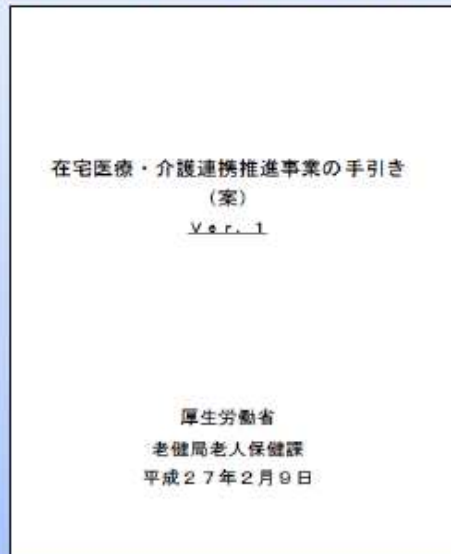 在宅医療・介護連携推進事業の手引き
（案）
Ｖｅｒ．１
厚生労働省
老健局老人保健課
平成２７年２月９日